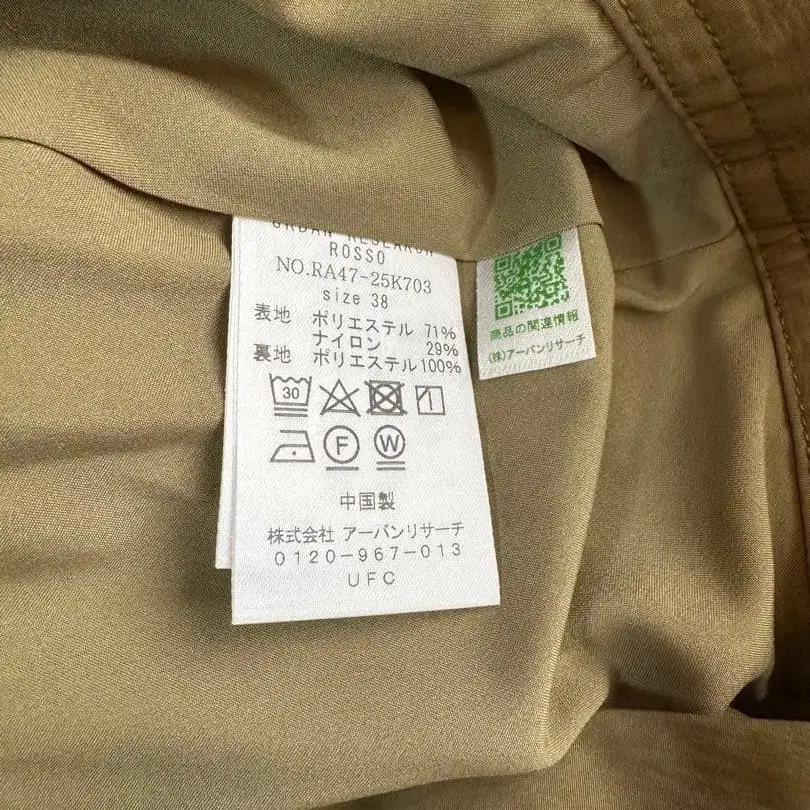 URBAN RESEARCH
ROSSO
NO.RA47-25K703
size 38
表地 ポリエステル 71%
ナイロン 29%
裏地 ポリエステル 100%
30
F W
中国製
株式会社 アーバンリサーチ
0120-967-013
UFC
商品の関連情報
(株)アーバンリサーチ